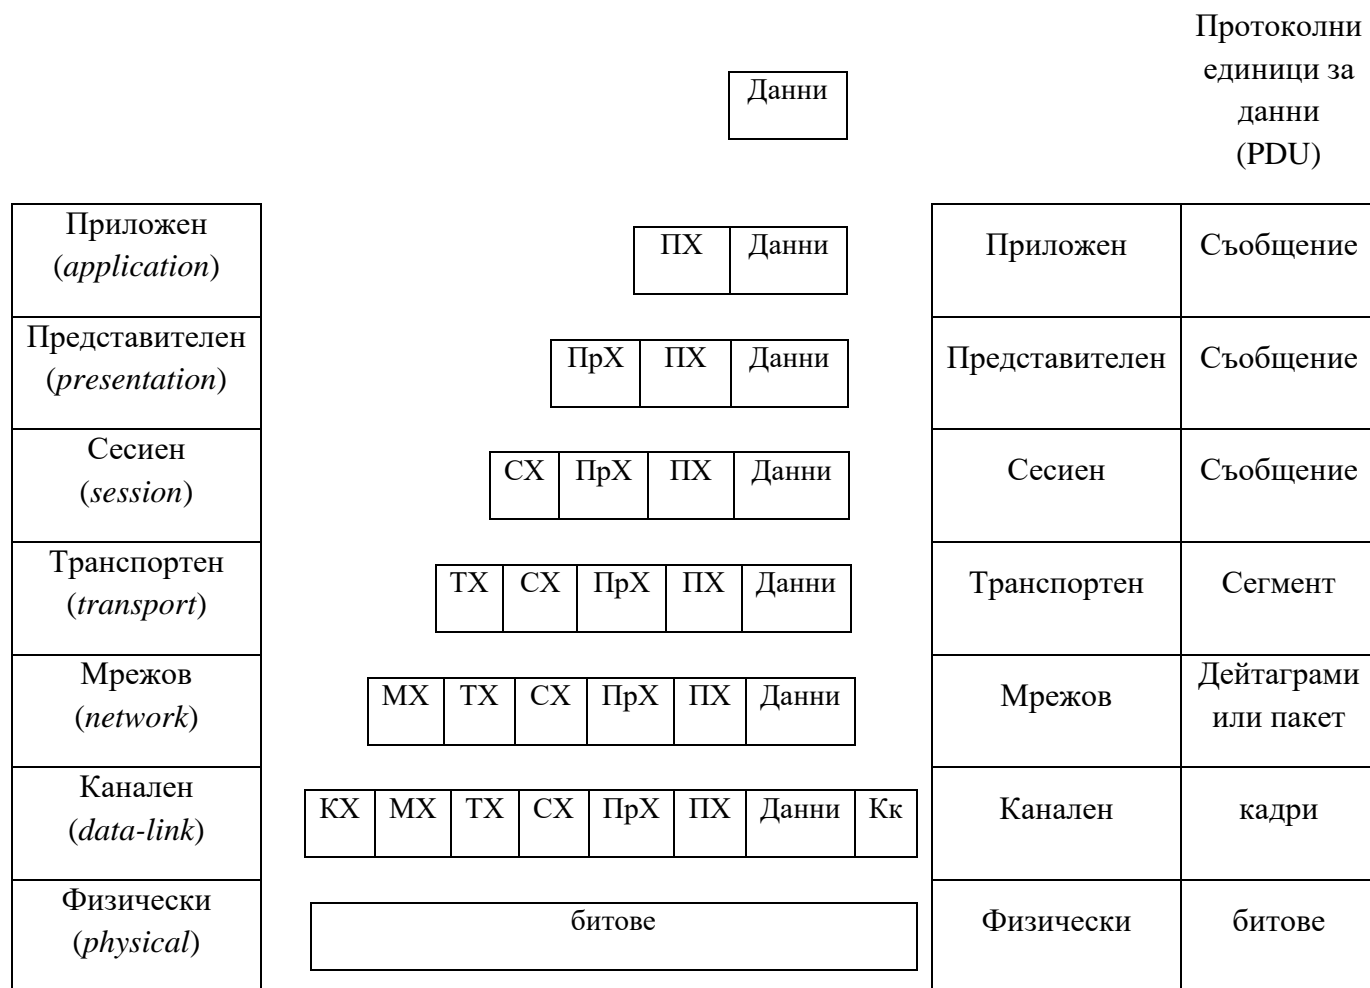 Протоколни
единици за
данни
(PDU)
Данни
Приложен
(application)
ПХ Данни
Приложен Съобщение
Представителен
(presentation)
ПрХ ПХ Данни
Представителен Съобщение
Сесиен
(session)
СХ ПрХ ПХ Данни
Сесиен Съобщение
Транспортен
(transport)
ТХ СХ ПрХ ПХ Данни
Транспортен Сегмент
Мрежов
(network)
МХ ТХ СХ ПрХ ПХ Данни
Мрежов
Дейтаграми
или пакет
Канален
(data-link)
КХ МХ ТХ СХ ПрХ ПХ Данни Кк
Канален кадри
Физически
(physical)
битове
Физически битове